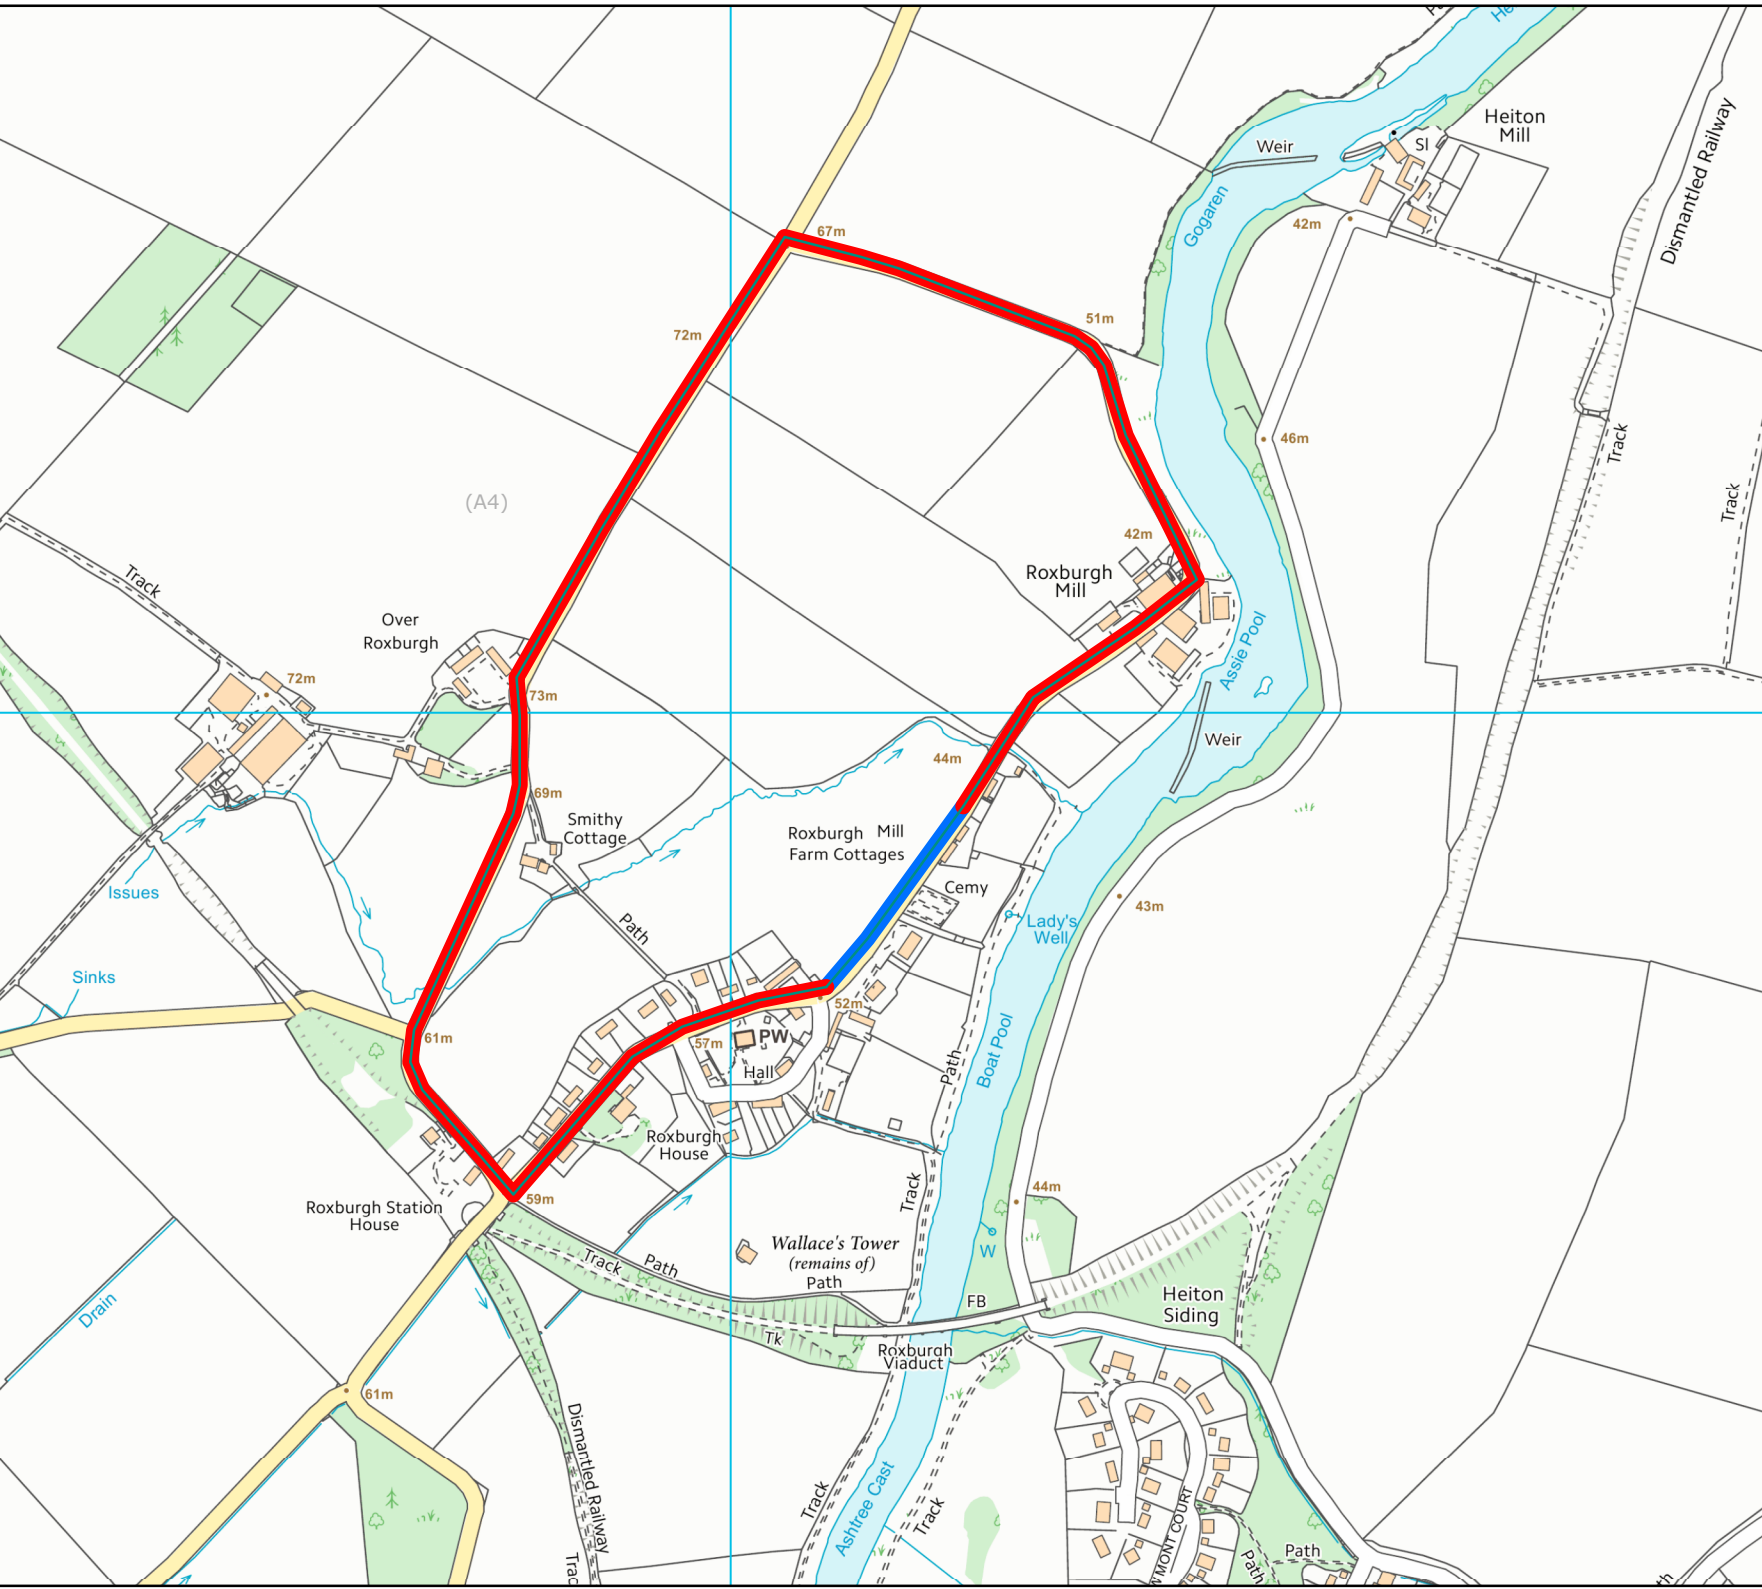 Weir
Heiton
Mill
Sl
Gogaren
42m
Dismantled Railway
67m
72m
51m
46m
Track
Track
(A4)
42m
Roxburgh
Mill
Track
Over
Roxburgh
72m
73m
Assie Pool
Weir
44m
69m
Smithy
Cottage
Roxburgh Mill
Farm Cottages
Issues
Cemy
43m
Lady's
Well
Path
Sinks
52m
61m
57m
PW
Hall
Boat Pool
Path
Roxburgh
House
Track
44m
59m
Roxburgh Station
House
W
Wallace's Tower
(remains of)
Path
Track
Path
Drain
FB
Heiton
Siding
Tk
Roxburgh
Viaduct
61m
Dismantled Railway
Track
Ashtree Cast
Track
MONT COURT
Path
Path
Trac